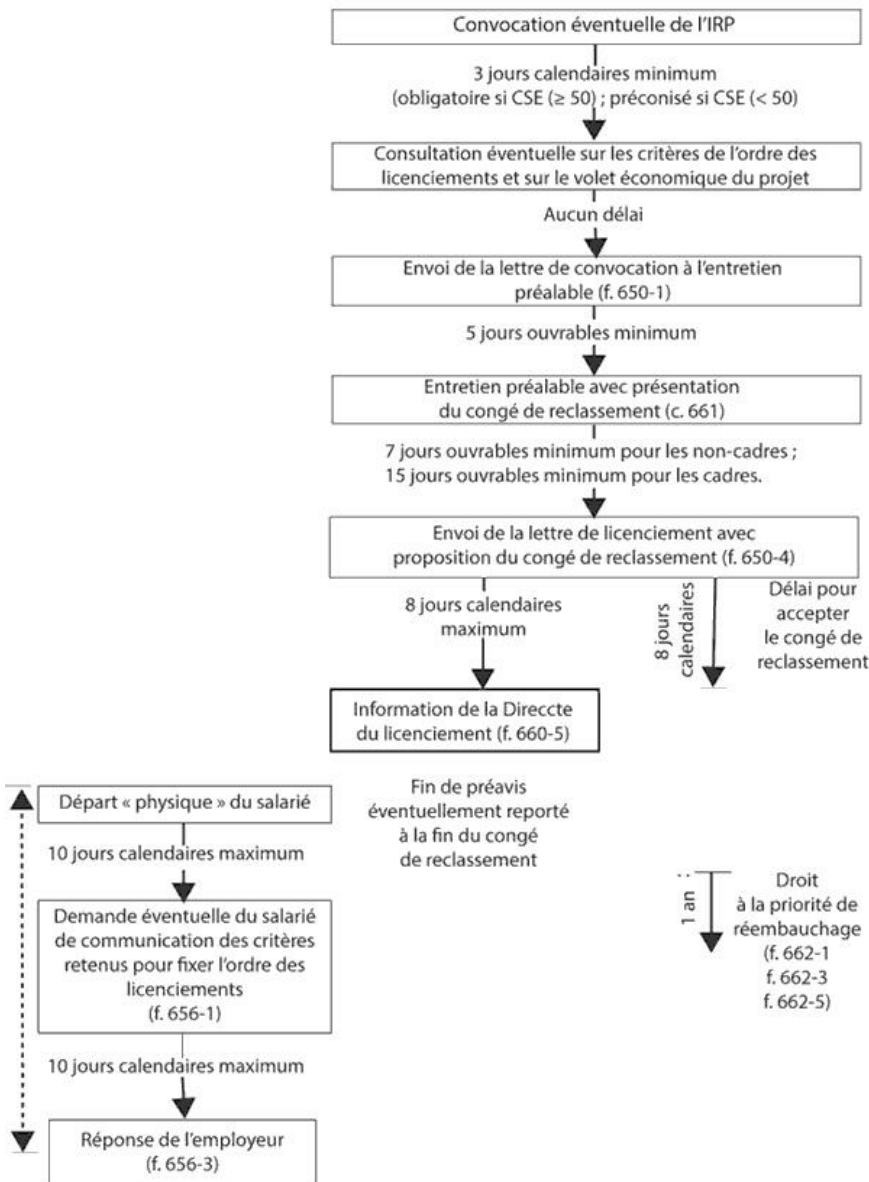 Convocation éventuelle de l'IRP
3 jours calendaires minimum
(obligatoire si CSE (≥ 50) ; préconisé si CSE (< 50)
Consultation éventuelle sur les critères de l'ordre des
licenciements et sur le volet économique du projet
Aucun délai
Envoi de la lettre de convocation à l'entretien
préalable (f. 650-1)
5 jours ouvrables minimum
Entretien préalable avec présentation
du congé de reclassement (c. 661)
7 jours ouvrables minimum pour les non-cadres ;
15 jours ouvrables minimum pour les cadres.
Envoi de la lettre de licenciement avec
proposition du congé de reclassement (f. 650-4)
8 jours calendaires
maximum
8 jours
calendaires
Délai pour
accepter
le congé de
reclassement
Information de la Direccte
du licenciement (f. 660-5)
Départ « physique » du salarié
10 jours calendaires maximum
Demande éventuelle du salarié
de communication des critères
retenus pour fixer l'ordre des
licenciements
(f. 656-1)
10 jours calendaires maximum
Réponse de l'employeur
(f. 656-3)
Fin de préavis
éventuellement reporté
à la fin du congé
de reclassement
1 an :
Droit
à la priorité de
réembauchage
(f. 662-1
f. 662-3
f. 662-5)